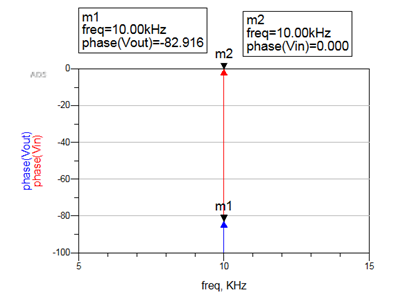 m1
freq=10.00kHz
phase(Vout)=-82.916
m2
freq=10.00kHz
phase(Vin)=0.000
ADS
m2
0
-20
-40
-60
-80
-100
m1
phase(Vout)
phase(Vin)
5
10
15
freq, KHz